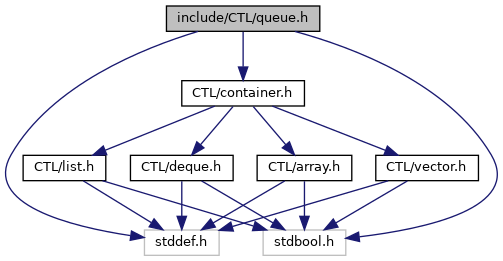 include/CTL/queue.h
CTL/container.h
CTL/list.h
CTL/deque.h
CTL/array.h
CTL/vector.h
stddef.h
stdbool.h